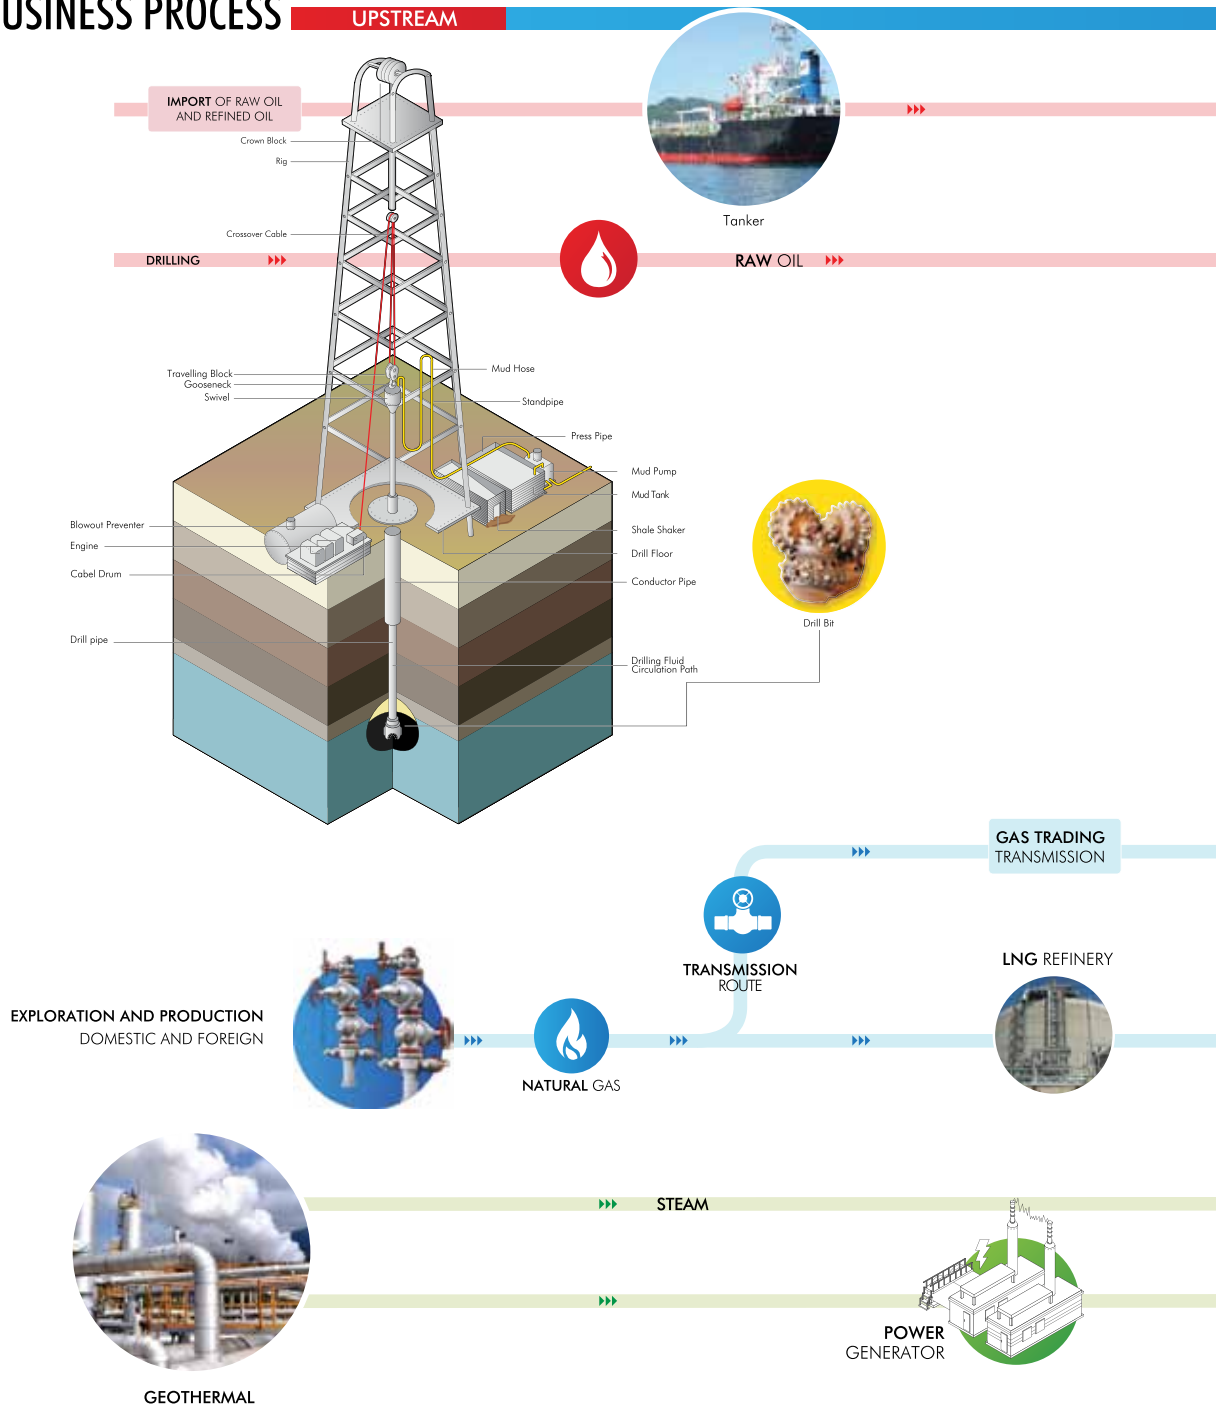 USINESS PROCESS
UPSTREAM
IMPORT OF RAW OIL
AND REFINED OIL
Crown Block
Rig
Tanker
Crossover Cable
DRILLING
RAW OIL
Travelling Block
Gooseneck
Swivel
Mud Hose
Standpipe
Press Pipe
Mud Pump
Mud Tank
Blowout Preventer
Engine
Cabel Drum
Shale Shaker
Drill Floor
Conductor Pipe
Drill Bit
Drill pipe
Drilling Fluid
Circulation Path
GAS TRADING
TRANSMISSION
TRANSMISSION
ROUTE
LNG REFINERY
EXPLORATION AND PRODUCTION
DOMESTIC AND FOREIGN
NATURAL GAS
STEAM
POWER
GENERATOR
GEOTHERMAL